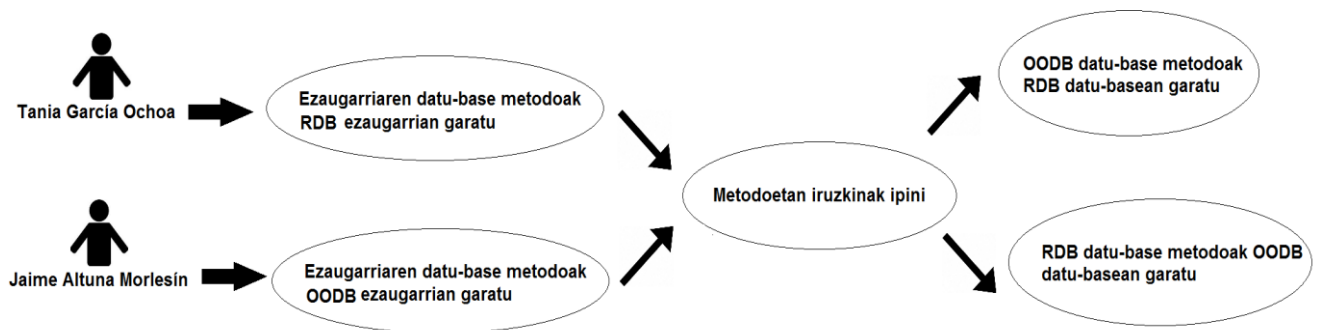 Tania García Ochoa
Ezaugarriaren datu-base metodoak
RDB ezaugarrian garatu
Jaime Altuna Morlesín
Ezaugarriaren datu-base metodoak
OODB ezaugarrian garatu
Metodoetan iruzkinak ipini
OODB datu-base metodoak
RDB datu-basean garatu
RDB datu-base metodoak OODB
datu-basean garatu